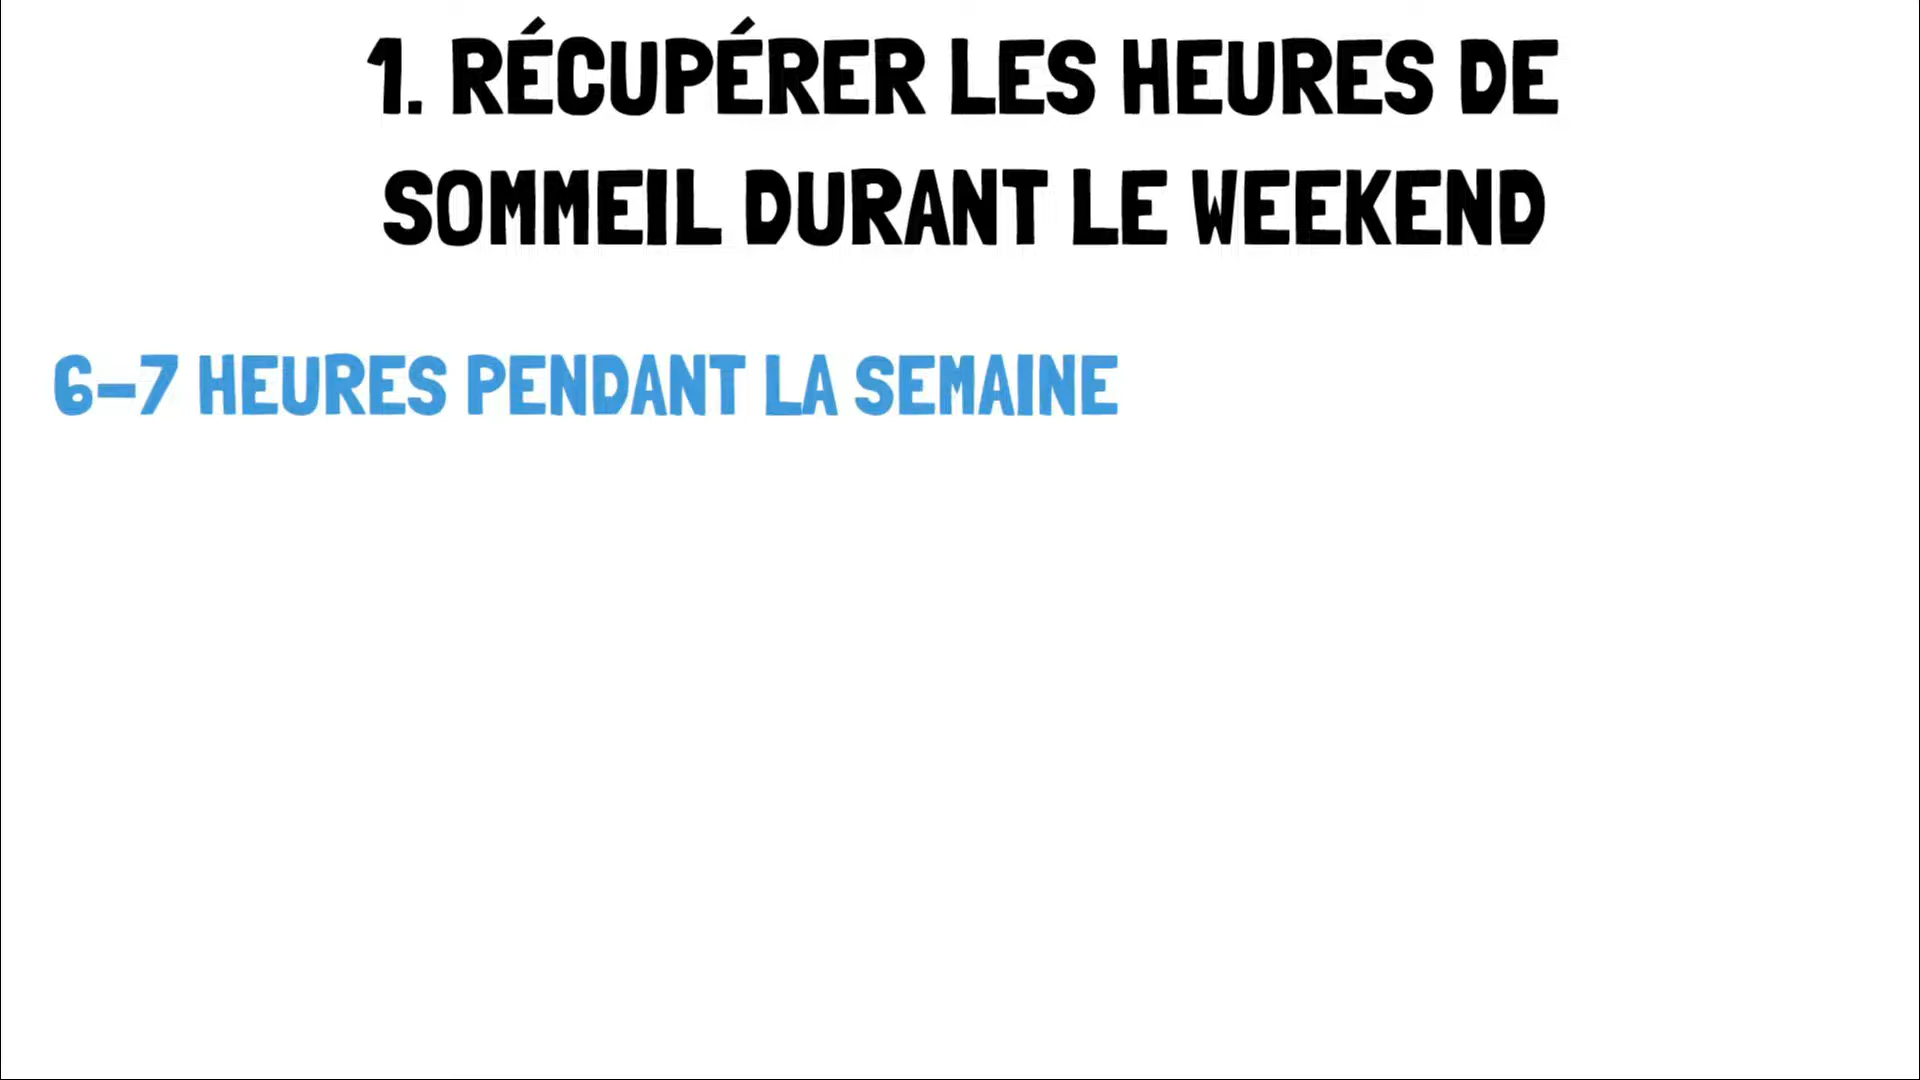 1. RÉCUPÉRER LES HEURES DE
SOMMEIL DURANT LE WEEKEND
6-7 HEURES PENDANT LA SEMAINE